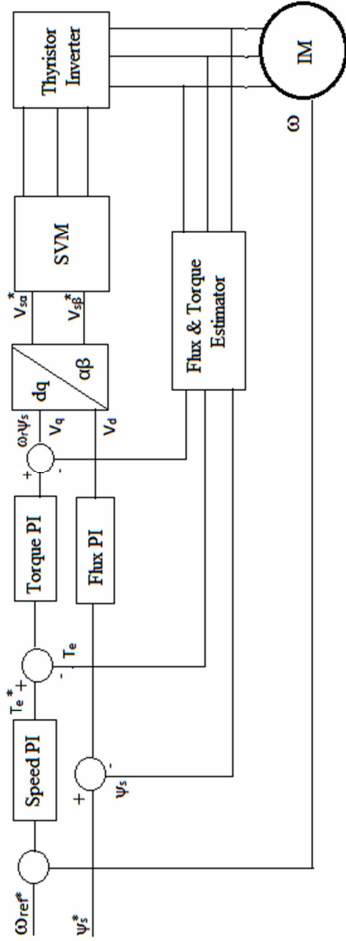 ωref*
Speed PI
Te*
+
-
Te
Torque PI
+
-
ωrψs
Vq
Vd
dq
αβ
Vsα*
Vsβ*
SVM
Thyristor
Inverter
ψs*
+
-
ψs
Flux PI
Flux & Torque
Estimator
ω
IM